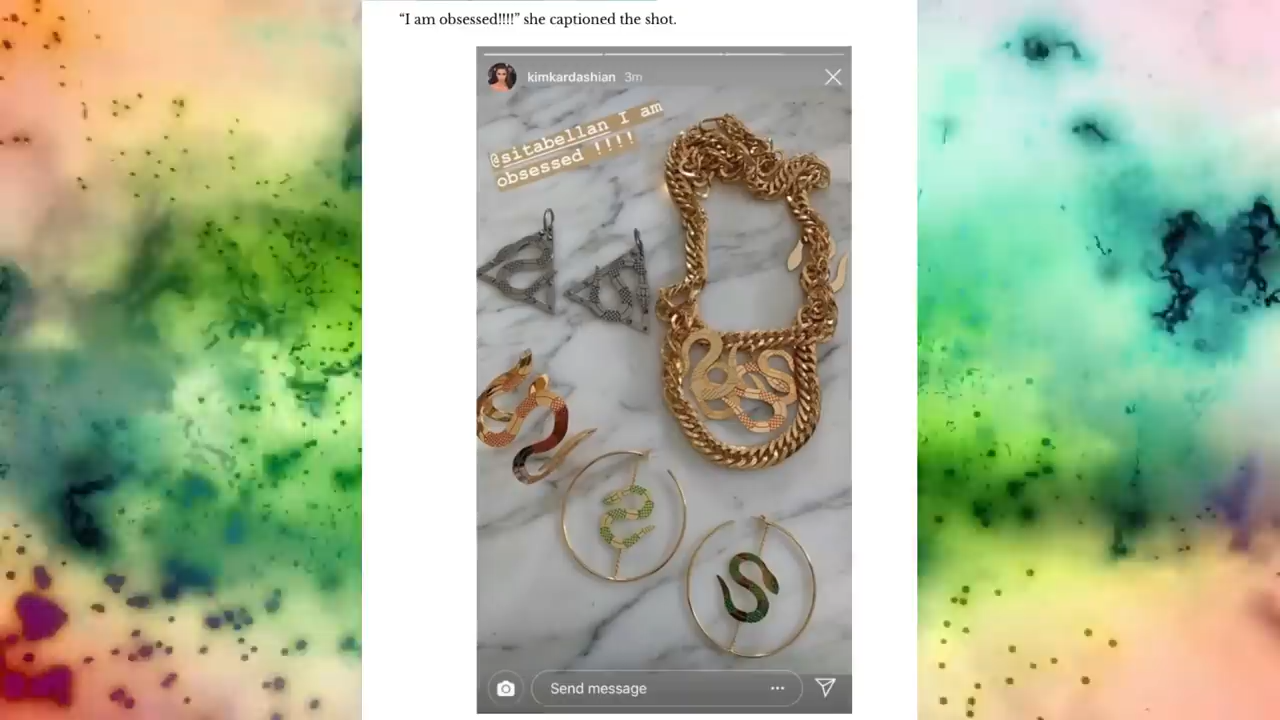 “I am obsessed!!!!” she captioned the shot.
kimkardashian 3m
@sitabellan I am
obsessed !!!!
Send message